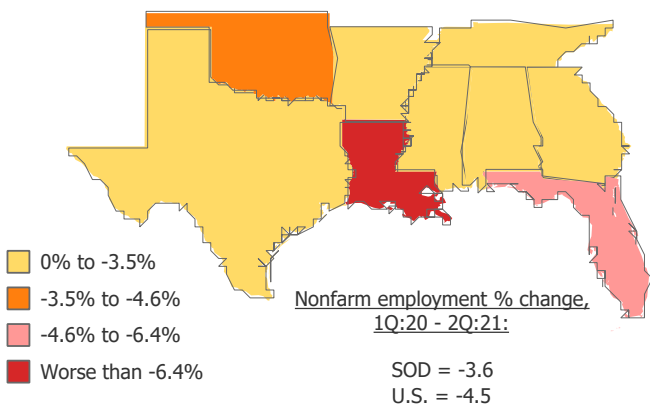 0% to -3.5%
-3.5% to -4.6%
-4.6% to -6.4%
Worse than -6.4%
Nonfarm employment % change,
1Q:20 - 2Q:21:
SOD = -3.6
U.S. = -4.5